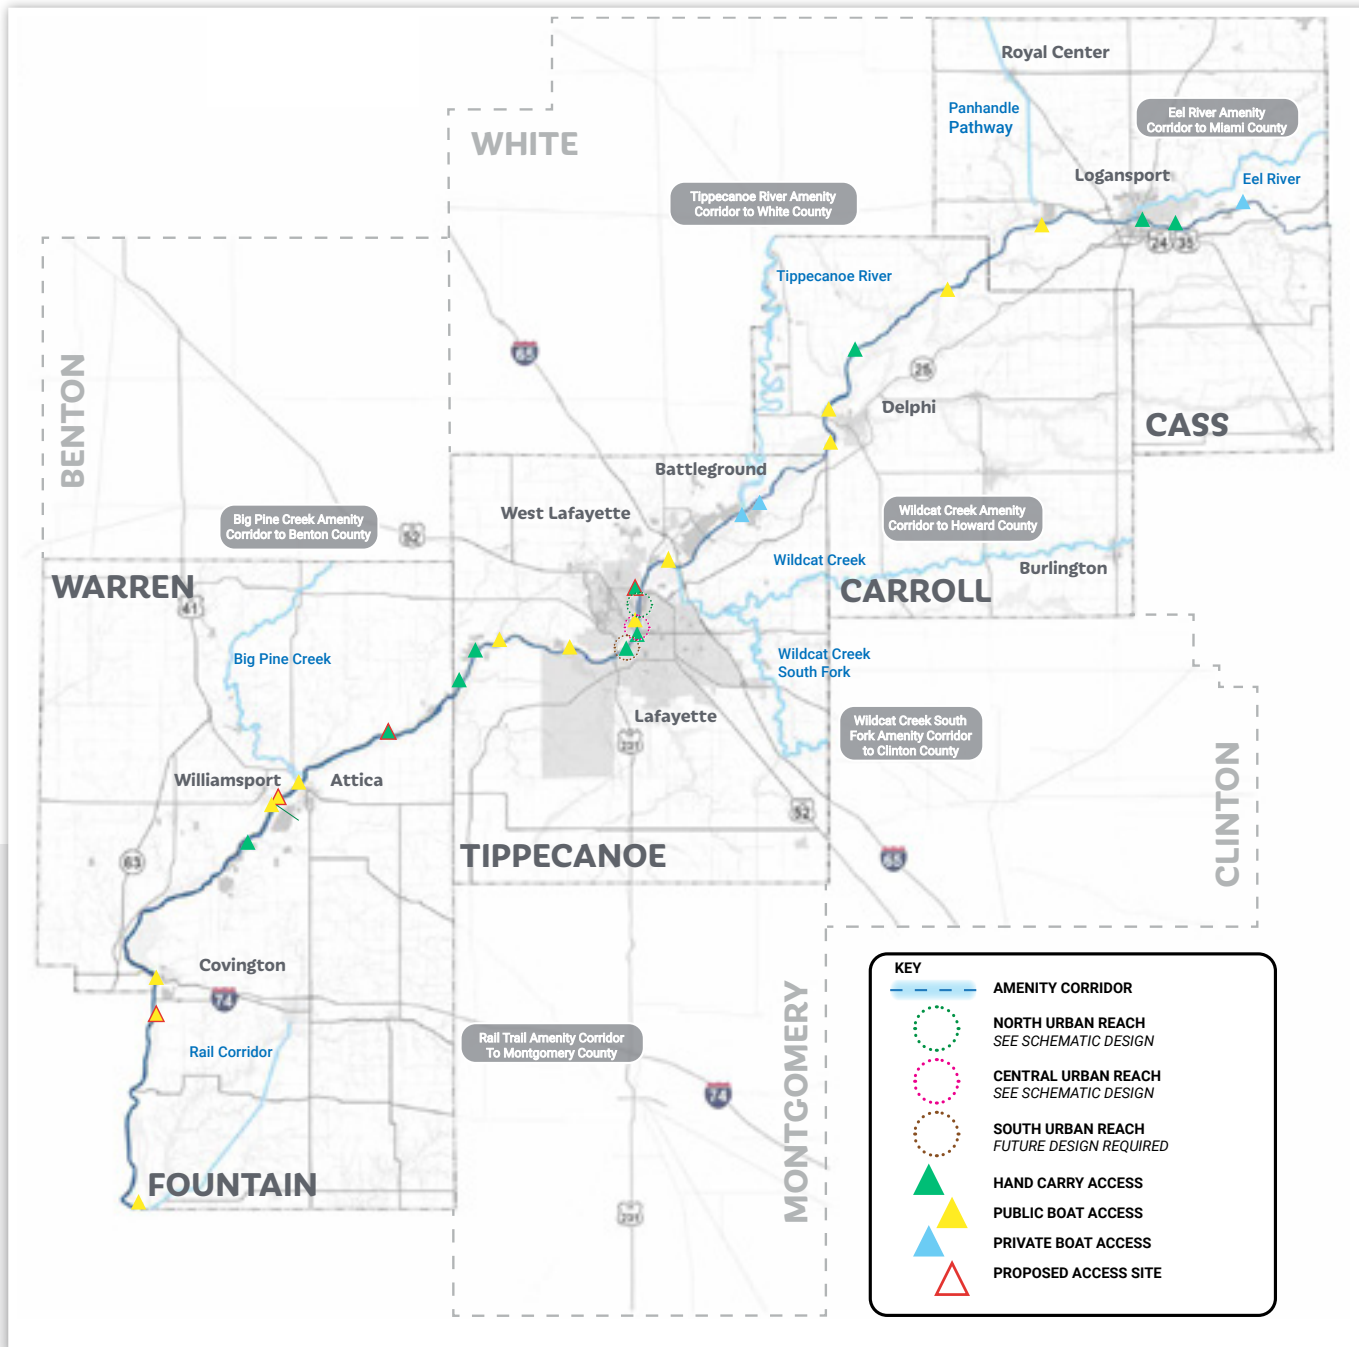 Royal Center
Panhandle
Pathway
Eel River Amenity
Corridor to Miami County
WHITE
Logansport
Eel River
Tippecanoe River Amenity
Corridor to White County
24
35
Tippecanoe River
65
BENTON
25
Delphi
CASS
Battleground
West Lafayette
Big Pine Creek Amenity
Corridor to Benton County
52
Wildcat Creek Amenity
Corridor to Howard County
Wildcat Creek
Burlington
WARREN
CARROLL
41
Big Pine Creek
Wildcat Creek
South Fork
Lafayette
Wildcat Creek South
Fork Amenity Corridor
to Clinton County
231
Williamsport
Attica
CLINTON
52
TIPPECANOE
65
63
Covington
74
KEY
AMENITY CORRIDOR
NORTH URBAN REACH
SEE SCHEMATIC DESIGN
CENTRAL URBAN REACH
SEE SCHEMATIC DESIGN
SOUTH URBAN REACH
FUTURE DESIGN REQUIRED
HAND CARRY ACCESS
PUBLIC BOAT ACCESS
PRIVATE BOAT ACCESS
PROPOSED ACCESS SITE
MONTGOMERY
Rail Trail Amenity Corridor
To Montgomery County
Rail Corridor
74
FOUNTAIN
231